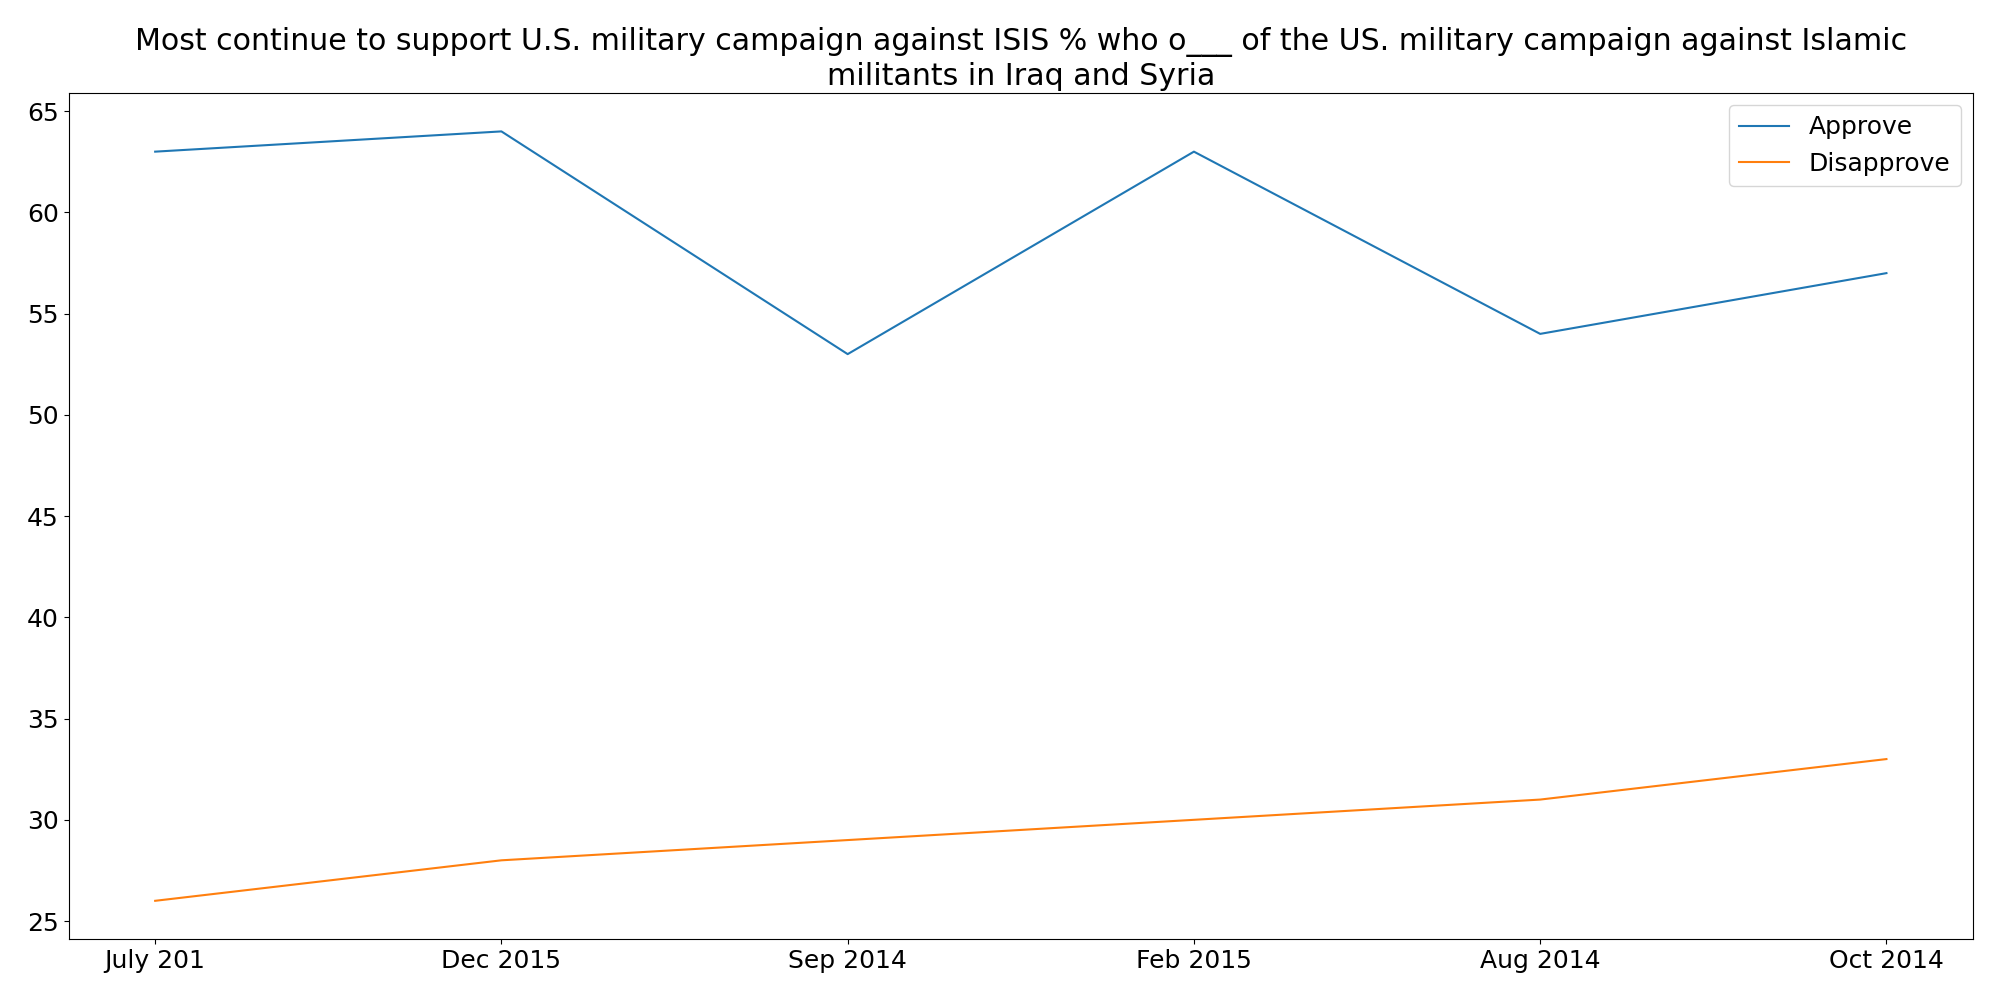 Most continue to support U.S. military campaign against ISIS % who o___ of the US. military campaign against Islamic
militants in Iraq and Syria
Approve
Disapprove
65
60
55
50
45
40
35
30
25
July 201
Dec 2015
Sep 2014
Feb 2015
Aug 2014
Oct 2014